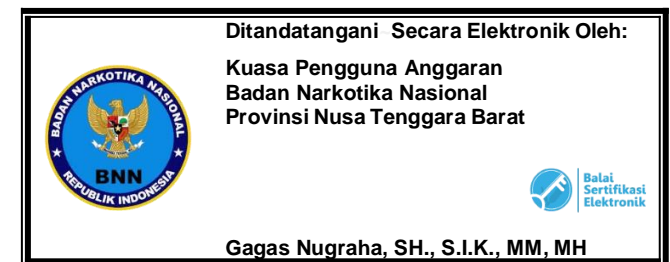 Ditandatangani Secara Elektronik Oleh:
Kuasa Pengguna Anggaran
Badan Narkotika Nasional
Provinsi Nusa Tenggara Barat
BADAN NARKOTIKA NASIONAL
BNN
REPUBLIK INDONESIA
Balai
Sertifikasi
Elektronik
Gagas Nugraha, SH., S.I.K., MM, MH